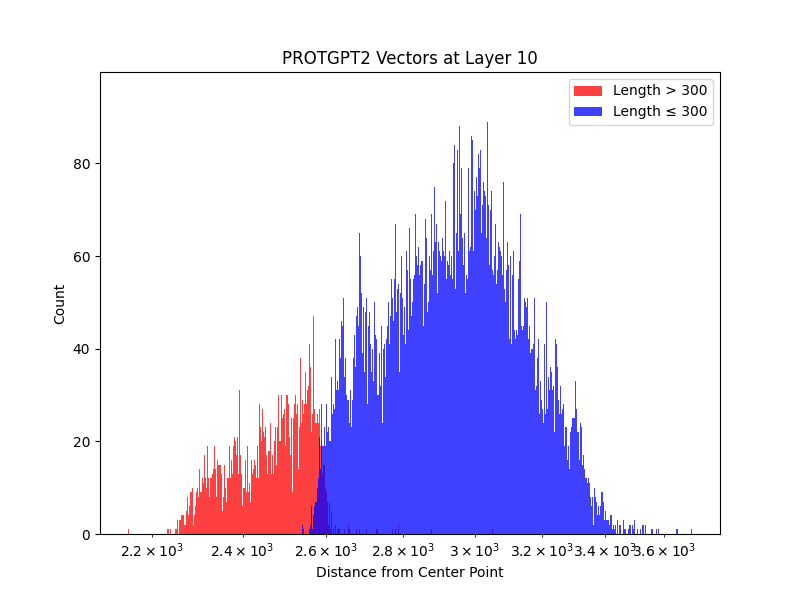 PROTGPT2 Vectors at Layer 10
Length > 300
Length ≤ 300
Count
80
60
40
20
0
2.2 × 10³
2.4 × 10³
2.6 × 10³
2.8 × 10³
3 × 10³
3.2 × 10³
3.4 × 10³
3.6 × 10³
Distance from Center Point